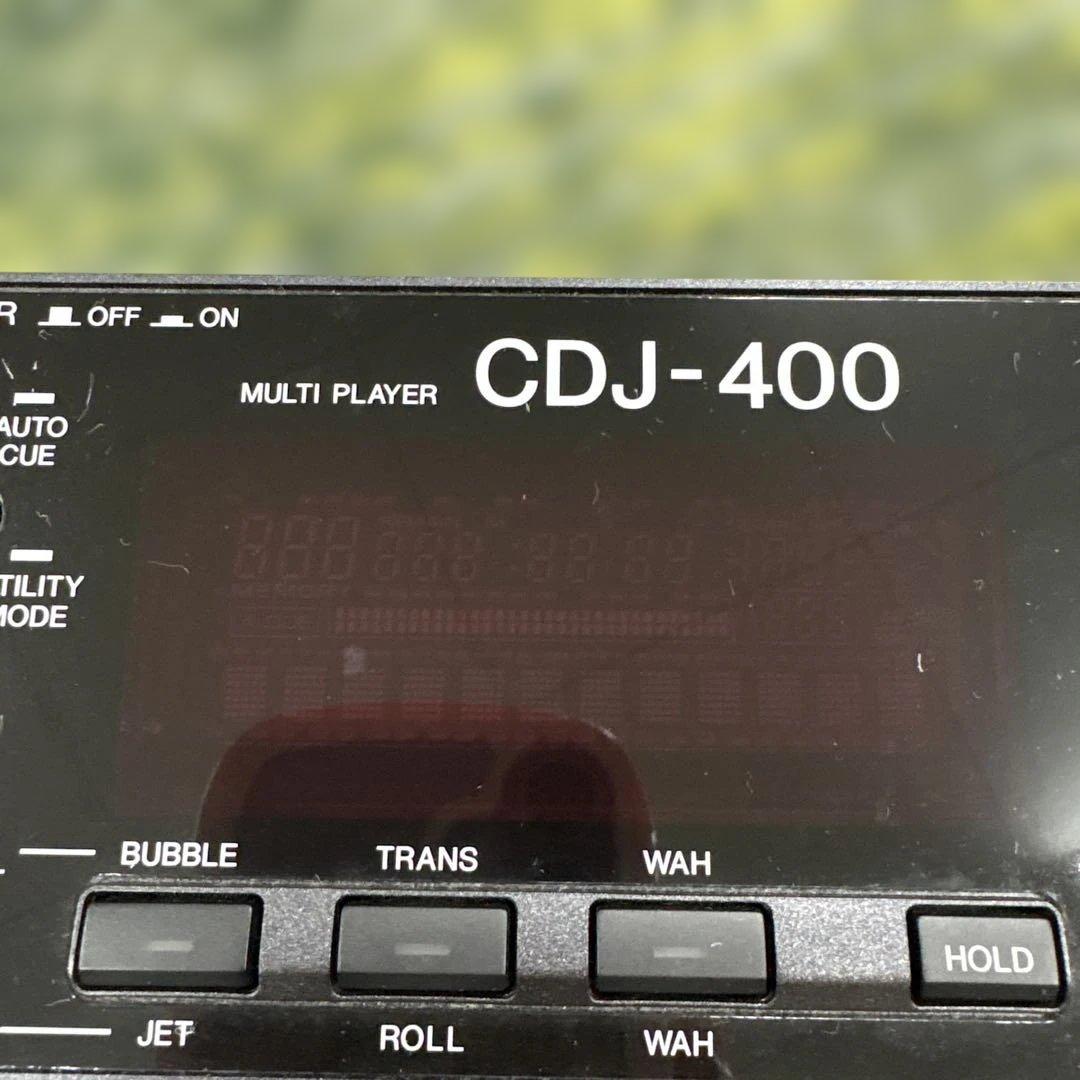 R OFF ON
MULTI PLAYER CDJ-400
AUTO
CUE
TILITY
MODE
BUBBLE TRANS WAH
HOLD
JET ROLL WAH